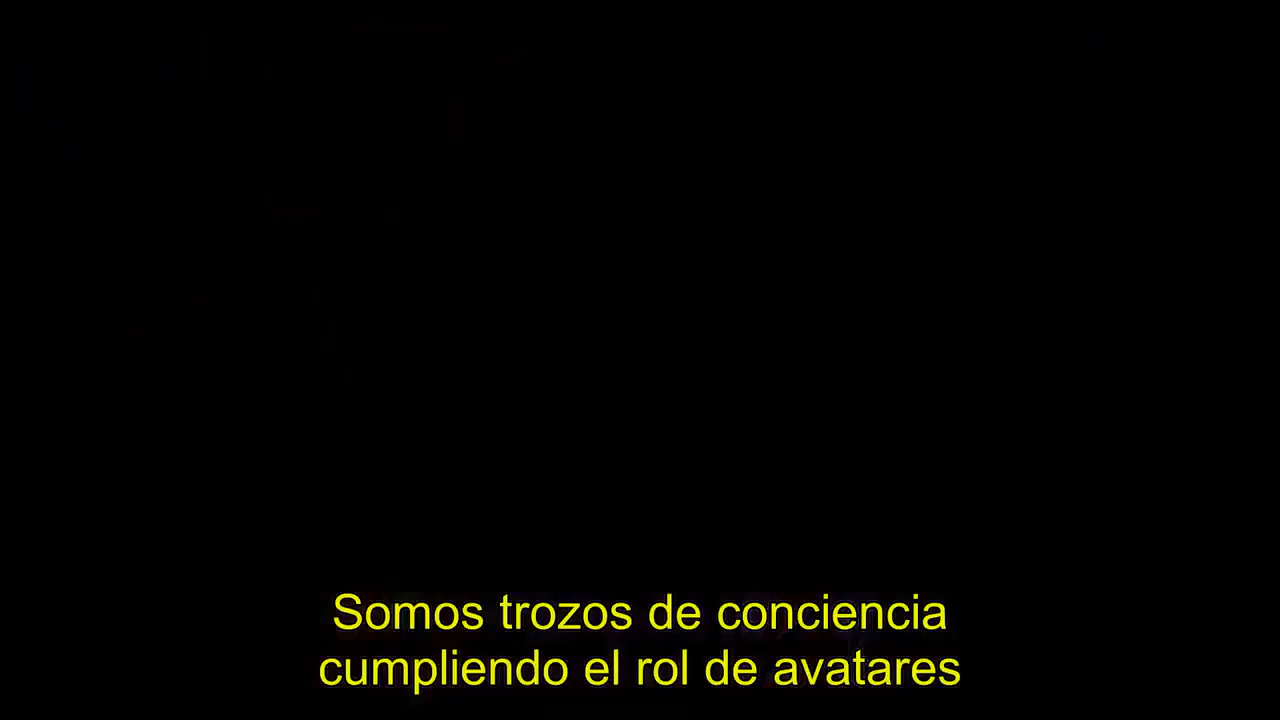 Somos trozos de conciencia
cumpliendo el rol de avatares